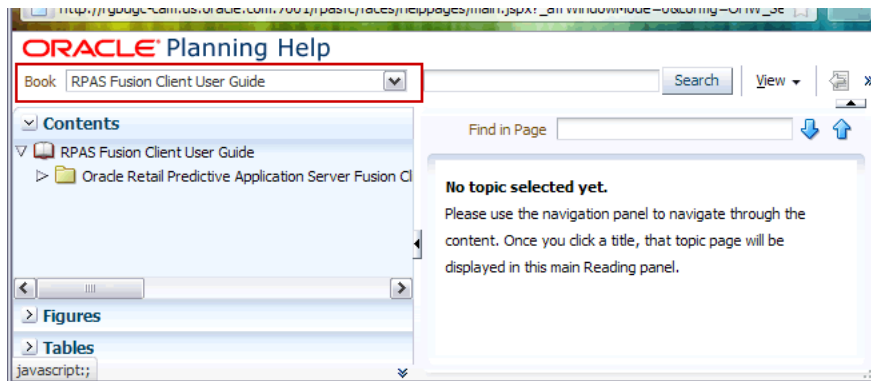 ORACLE Planning Help
Book RPAS Fusion Client User Guide Search View
Contents
RPAS Fusion Client User Guide
Oracle Retail Predictive Application Server Fusion Cl
Figures
Tables
javascript:;
Find in Page
No topic selected yet.
Please use the navigation panel to navigate through the
content. Once you click a title, that topic page will be
displayed in this main Reading panel.